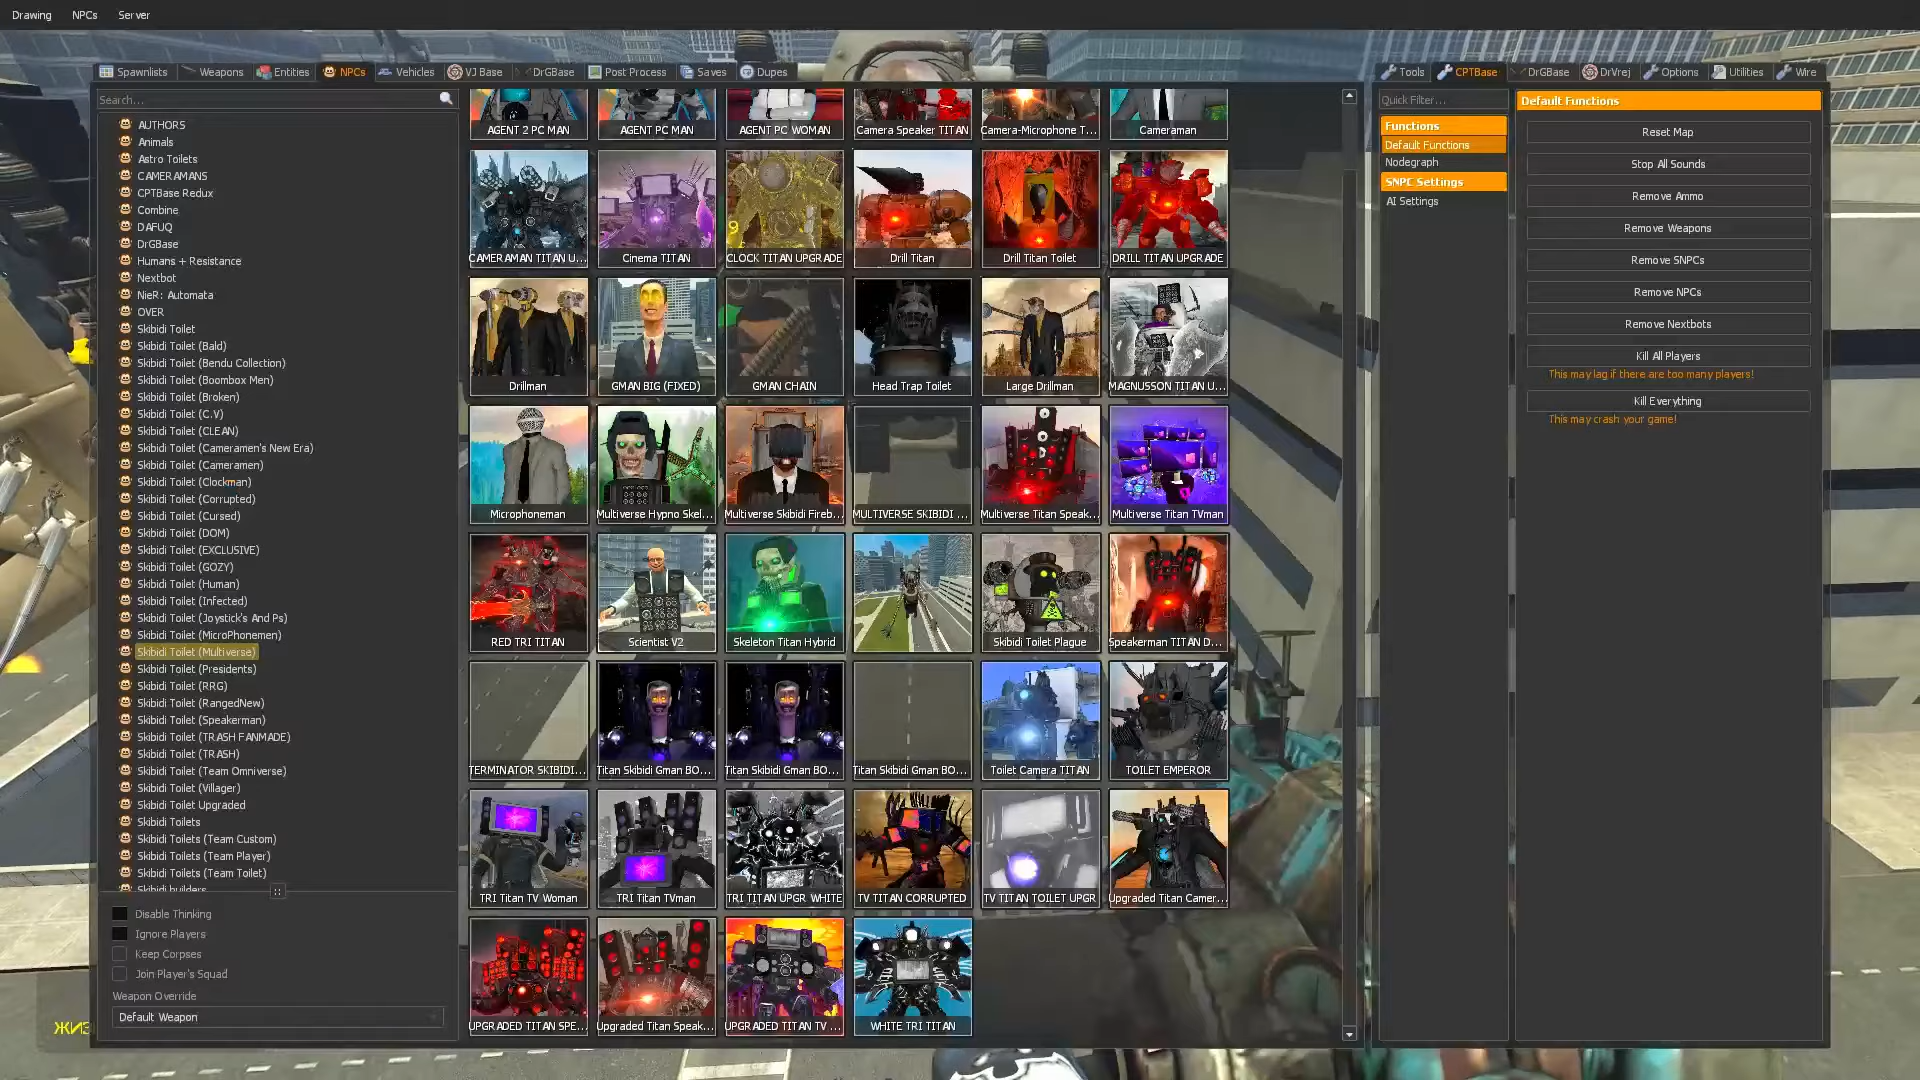 Drawing NPCs Server
Spawnlists Weapons Entities NPCs Vehicles VJ Base DrGBase Post Process Saves Dupes
Tools CPTBase DrGBase DrVrej Options Utilities Wire
Search...
AUTHORS
Animals
Astro Toilets
CAMERAMANS
CPTBase Redux
Combine
DAFUQ
DrGBase
Humans + Resistance
Nextbot
NieR: Automata
OVER
Skibidi Toilet
Skibidi Toilet (Bald)
Skibidi Toilet (Bendu Collection)
Skibidi Toilet (Boombox Men)
Skibidi Toilet (Broken)
Skibidi Toilet (C.V)
Skibidi Toilet (CLEAN)
Skibidi Toilet (Cameramen's New Era)
Skibidi Toilet (Cameramen)
Skibidi Toilet (Clockman)
Skibidi Toilet (Corrupted)
Skibidi Toilet (Cursed)
Skibidi Toilet (DOM)
Skibidi Toilet (EXCLUSIVE)
Skibidi Toilet (GOZY)
Skibidi Toilet (Human)
Skibidi Toilet (Infected)
Skibidi Toilet (Joystick's And Ps)
Skibidi Toilet (MicroPhonemen)
Skibidi Toilet (Multiverse)
Skibidi Toilet (Presidents)
Skibidi Toilet (RRG)
Skibidi Toilet (RangedNew)
Skibidi Toilet (Speakerman)
Skibidi Toilet (TRASH FANMADE)
Skibidi Toilet (TRASH)
Skibidi Toilet (Team Omniverse)
Skibidi Toilet (Villager)
Skibidi Toilet Upgraded
Skibidi Toilets
Skibidi Toilets (Team Custom)
Skibidi Toilets (Team Player)
Skibidi Toilets (Team Toilet)
Skibidi builders
Disable Thinking
Ignore Players
Keep Corpses
Join Player's Squad
Weapon Override
Default Weapon
ЖИЗ
AGENT 2 PC MAN AGENT PC MAN AGENT PC WOMAN Camera Speaker TITAN Camera-Microphone T... Cameraman
CAMERAMAN TITAN U... Cinema TITAN CLOCK TITAN UPGRADE Drill Titan Drill Titan Toilet DRILL TITAN UPGRADE
Drillman GMAN BIG (FIXED) GMAN CHAIN Head Trap Toilet Large Drillman MAGNUSSON TITAN U...
Microphoneman Multiverse Hypno Skel... Multiverse Skibidi Fireb... MULTIVERSE SKIBIDI ... Multiverse Titan Speak... Multiverse Titan TVman
RED TRI TITAN Scientist V2 Skeleton Titan Hybrid Skibidi Toilet Plague Speakerman TITAN D...
TERMINATOR SKIBIDI... Titan Skibidi Gman BO... Titan Skibidi Gman BO... Titan Skibidi Gman BO... Toilet Camera TITAN TOILET EMPEROR
TRI Titan TV Woman TRI Titan TVman TRI TITAN UPGR WHITE TV TITAN CORRUPTED TV TITAN TOILET UPGR Upgraded Titan Camer...
UPGRADED TITAN SPE... Upgraded Titan Speak... UPGRADED TITAN TV ... WHITE TRI TITAN
Quick Filter...
Functions
Default Functions
Nodegraph
SNPC Settings
AI Settings
Default Functions
Reset Map
Stop All Sounds
Remove Ammo
Remove Weapons
Remove SNPCs
Remove NPCs
Remove Nextbots
Kill All Players
This may lag if there are too many players!
Kill Everything
This may crash your game!